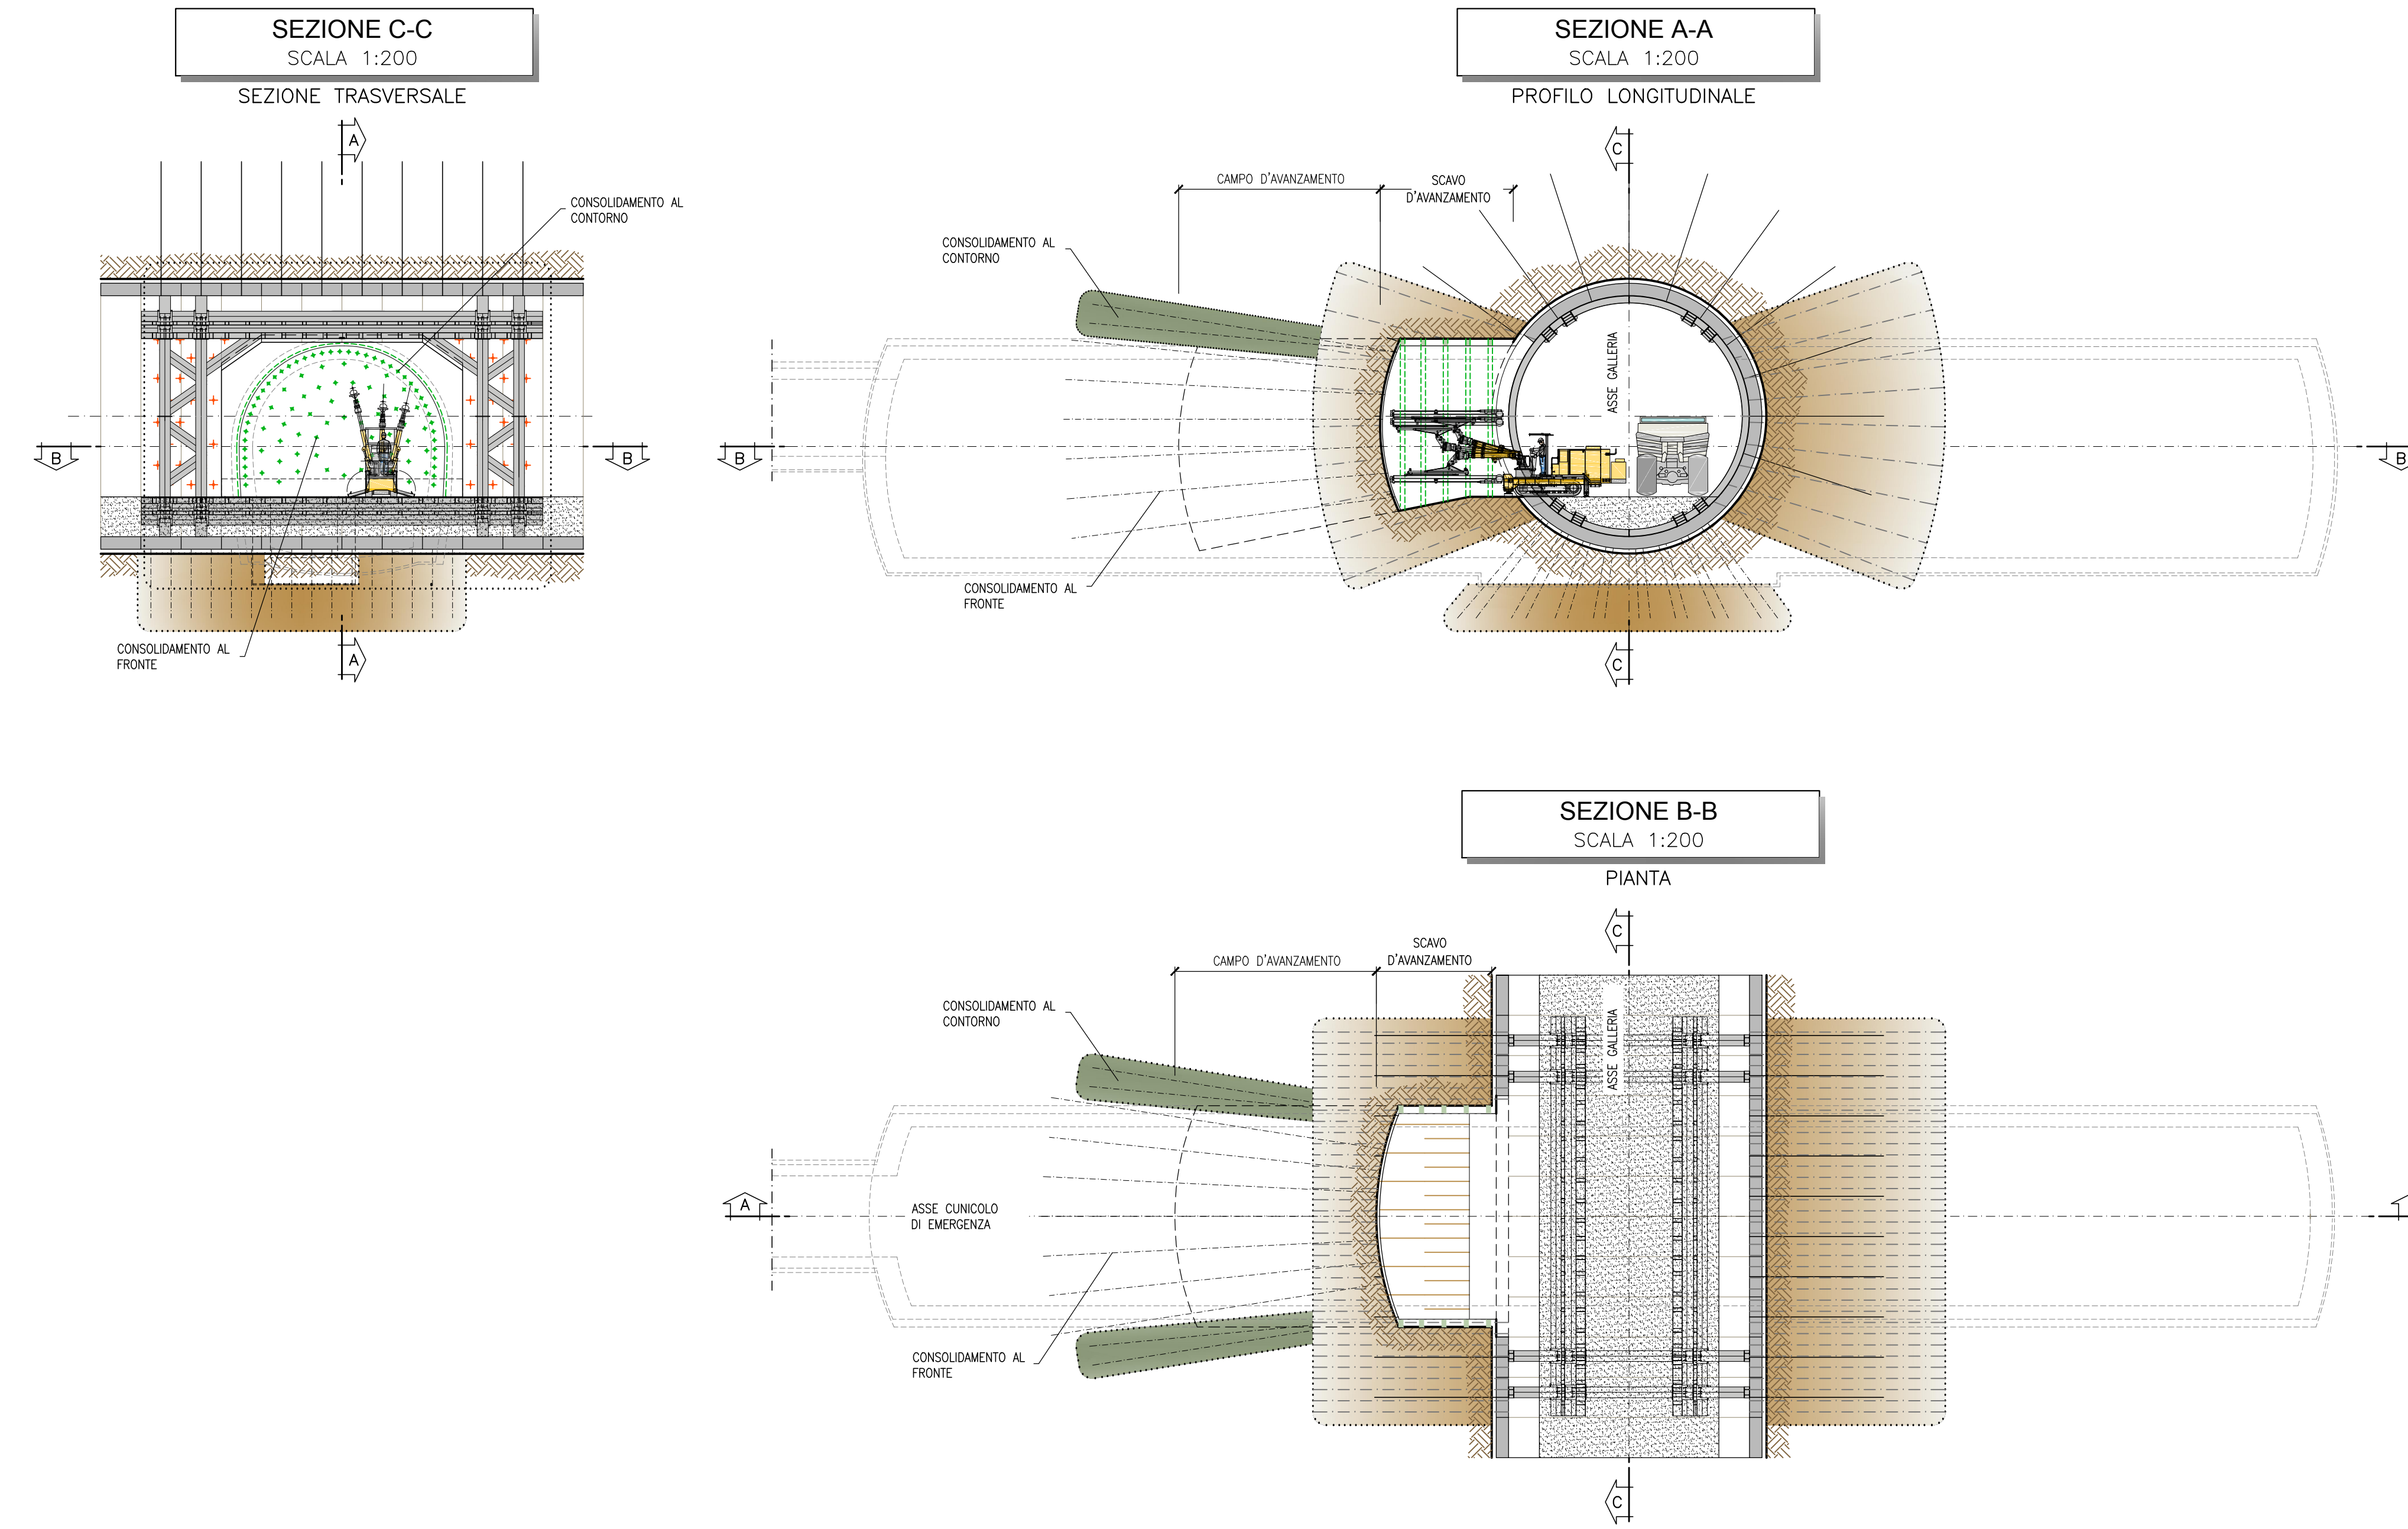 SEZIONE C-C
SCALA 1:200
SEZIONE TRASVERSALE
A
CONSOLIDAMENTO AL
CONTORNO
B
B
CONSOLIDAMENTO AL
FRONTE
A
SEZIONE A-A
SCALA 1:200
PROFILO LONGITUDINALE
C
CAMPO D'AVANZAMENTO
SCAVO
D'AVANZAMENTO
CONSOLIDAMENTO AL
CONTORNO
ASSE GALLERIA
B
B
CONSOLIDAMENTO AL
FRONTE
C
SEZIONE B-B
SCALA 1:200
PIANTA
C
SCAVO
CAMPO D'AVANZAMENTO
D'AVANZAMENTO
CONSOLIDAMENTO AL
CONTORNO
ASSE GALLERIA
A
ASSE CUNICOLO
DI EMERGENZA
CONSOLIDAMENTO AL
FRONTE
C